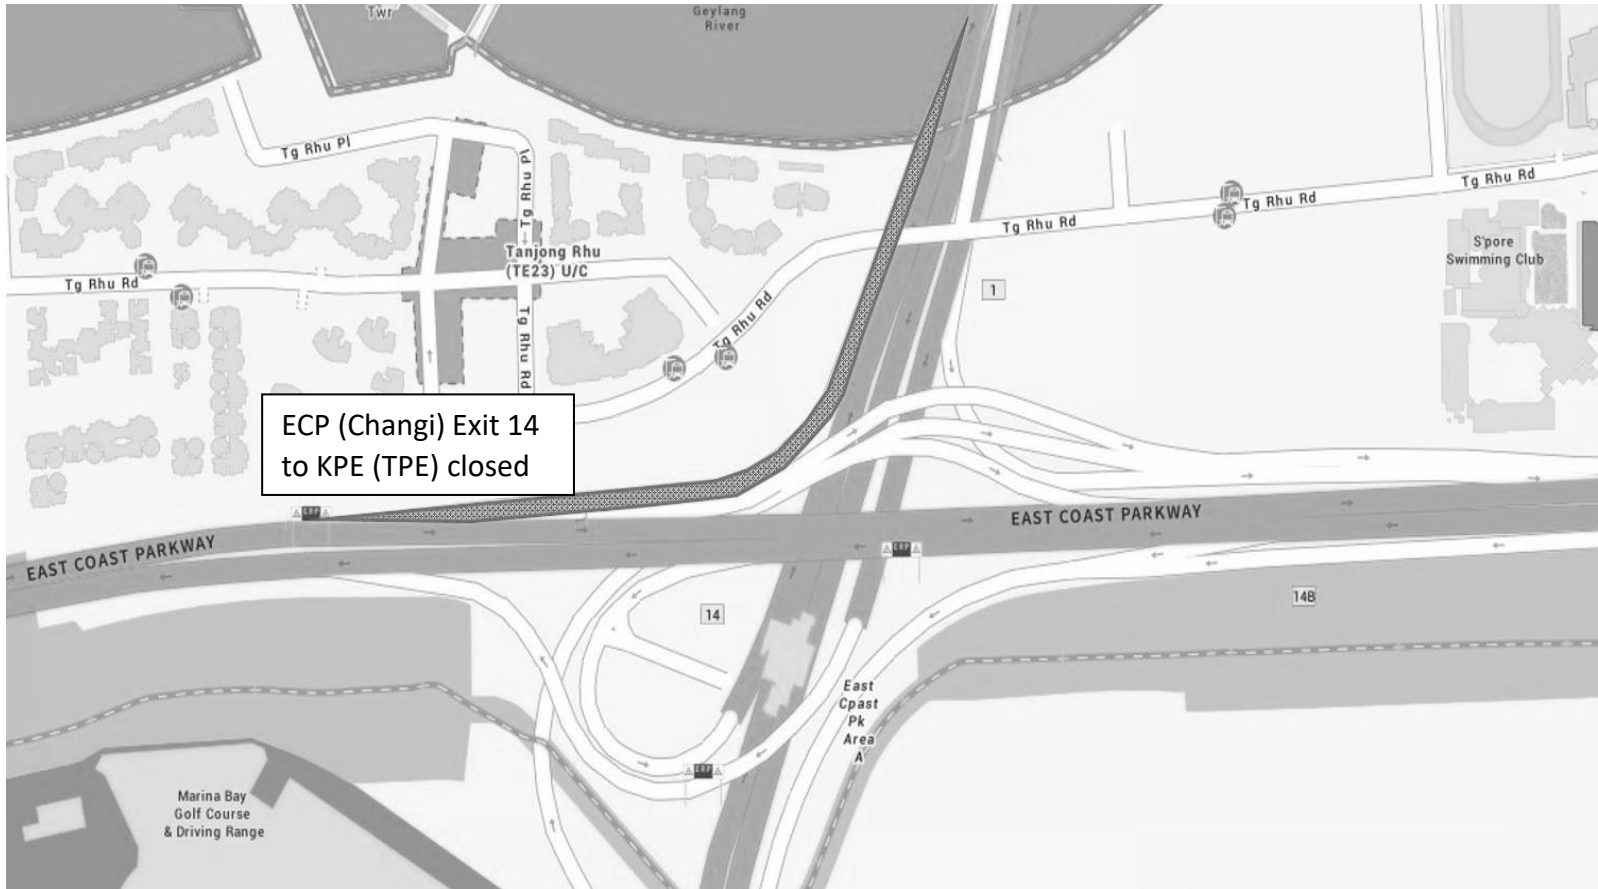 Twr
Geylang
River
Tg Rhu Pl
Tg Rhu Pl
Tg Rhu Rd
Tg Rhu Rd
Tg Rhu Rd
S'pore
Swimming Club
Tanjong Rhu
(TE23) U/C
Tg Rhu Rd
1
Tg Rhu Rd
Tg Rhu Rd
ECP (Changi) Exit 14
to KPE (TPE) closed
ERP
EAST COAST PARKWAY
EAST COAST PARKWAY
ERP
14
14B
East
Cpast
Pk
Area
A
ERP
Marina Bay
Golf Course
& Driving Range